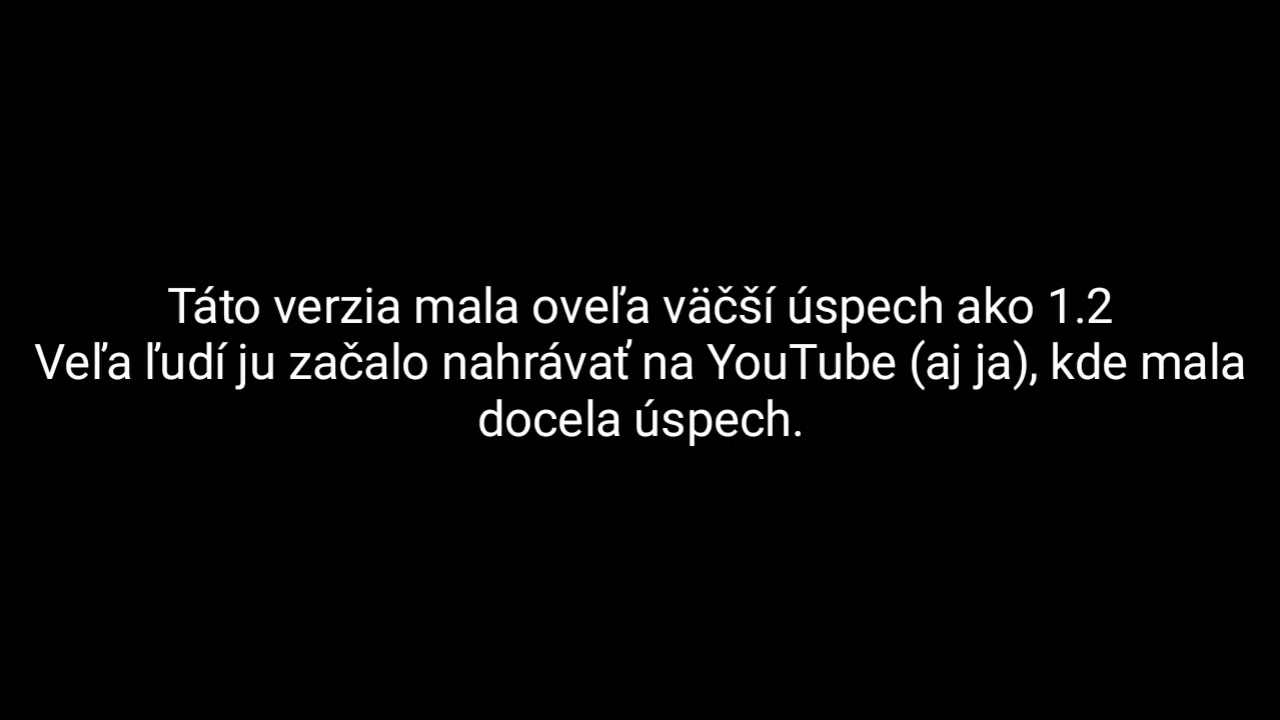 Táto verzia mala oveľa väčší úspech ako 1.2
Veľa ľudí ju začalo nahrávať na YouTube (aj ja), kde mala
docela úspech.